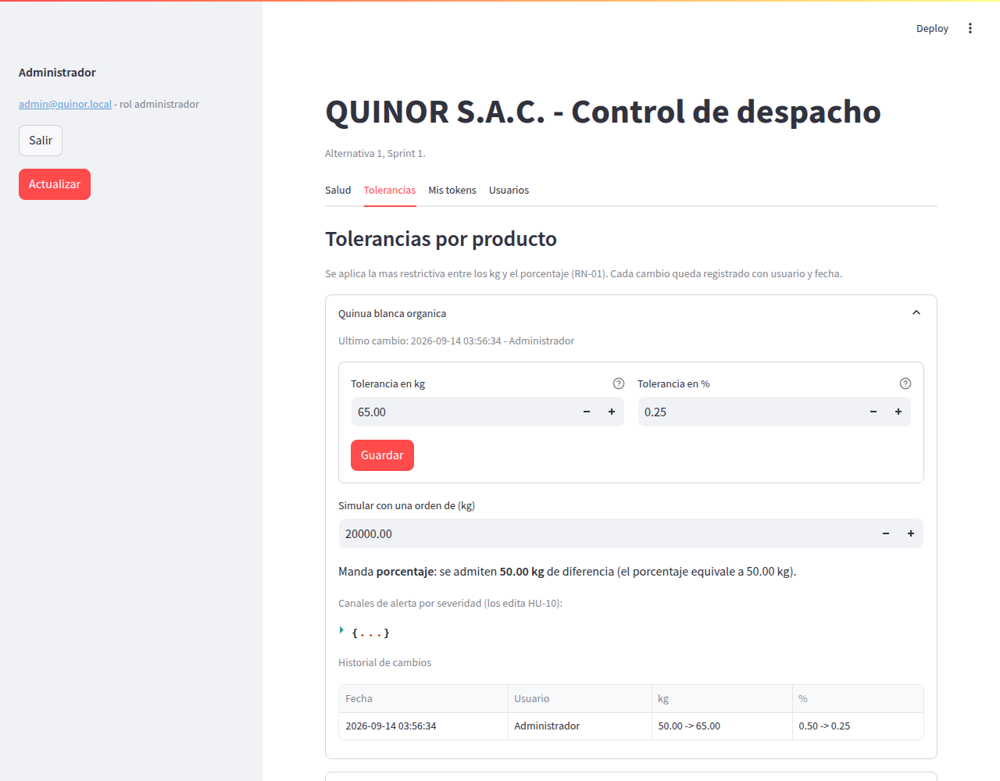 Deploy
Administrador
admin@quinor.local - rol administrador
Salir
Actualizar
QUINOR S.A.C. - Control de despacho
Alternativa 1, Sprint 1.
Salud Tolerancias Mis tokens Usuarios
Tolerancias por producto
Se aplica la mas restrictiva entre los kg y el porcentaje (RN-01). Cada cambio queda registrado con usuario y fecha.
Quinua blanca organica
Ultimo cambio: 2026-09-14 03:56:34 - Administrador
Tolerancia en kg Tolerancia en %
65.00 0.25
Guardar
Simular con una orden de (kg)
20000.00
Manda porcentaje: se admiten 50.00 kg de diferencia (el porcentaje equivale a 50.00 kg).
Canales de alerta por severidad (los edita HU-10):
{...}
Historial de cambios
Fecha Usuario kg %
2026-09-14 03:56:34 Administrador 50.00 -> 65.00 0.50 -> 0.25